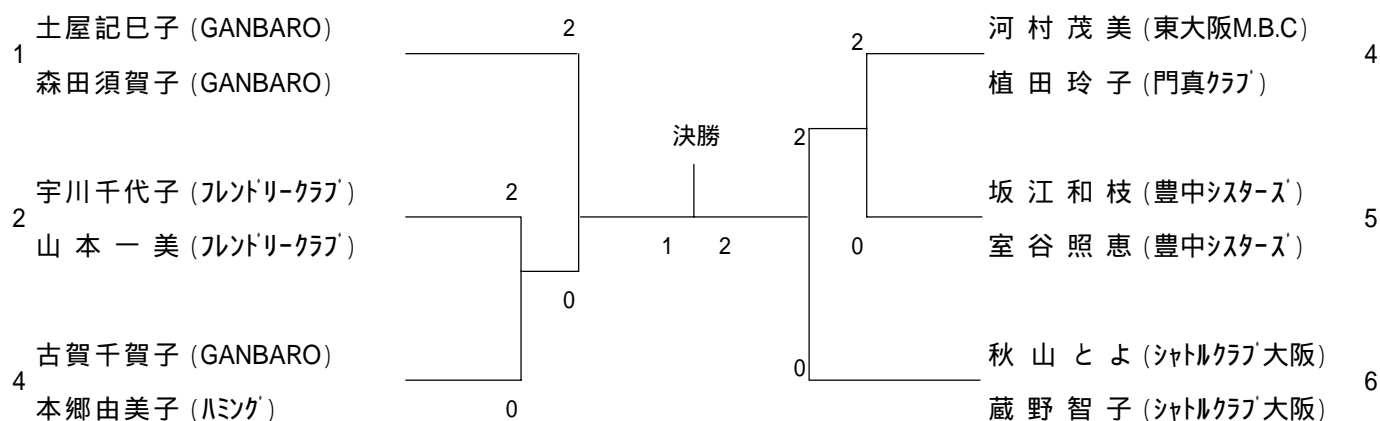 1
土屋記巳子 (GANBARO)
森田須賀子 (GANBARO)
2
2
宇川千代子 (ﾌﾚﾝﾄﾞﾘｰｸﾗﾌﾞ)
山本一美 (ﾌﾚﾝﾄﾞﾘｰｸﾗﾌﾞ)
2
0
4
古賀千賀子 (GANBARO)
本郷由美子 (ﾊﾐﾝｸﾞ)
0
決勝
1 2
2
河村茂美 (東大阪M.B.C)
植田玲子 (門真ｸﾗﾌﾞ)
4
2
坂江和枝 (豊中ｼｽﾀｰｽﾞ)
室谷照恵 (豊中ｼｽﾀｰｽﾞ)
5
0
0
秋山とよ (ｼｬﾄﾙｸﾗﾌﾞ大阪)
蔵野智子 (ｼｬﾄﾙｸﾗﾌﾞ大阪)
6